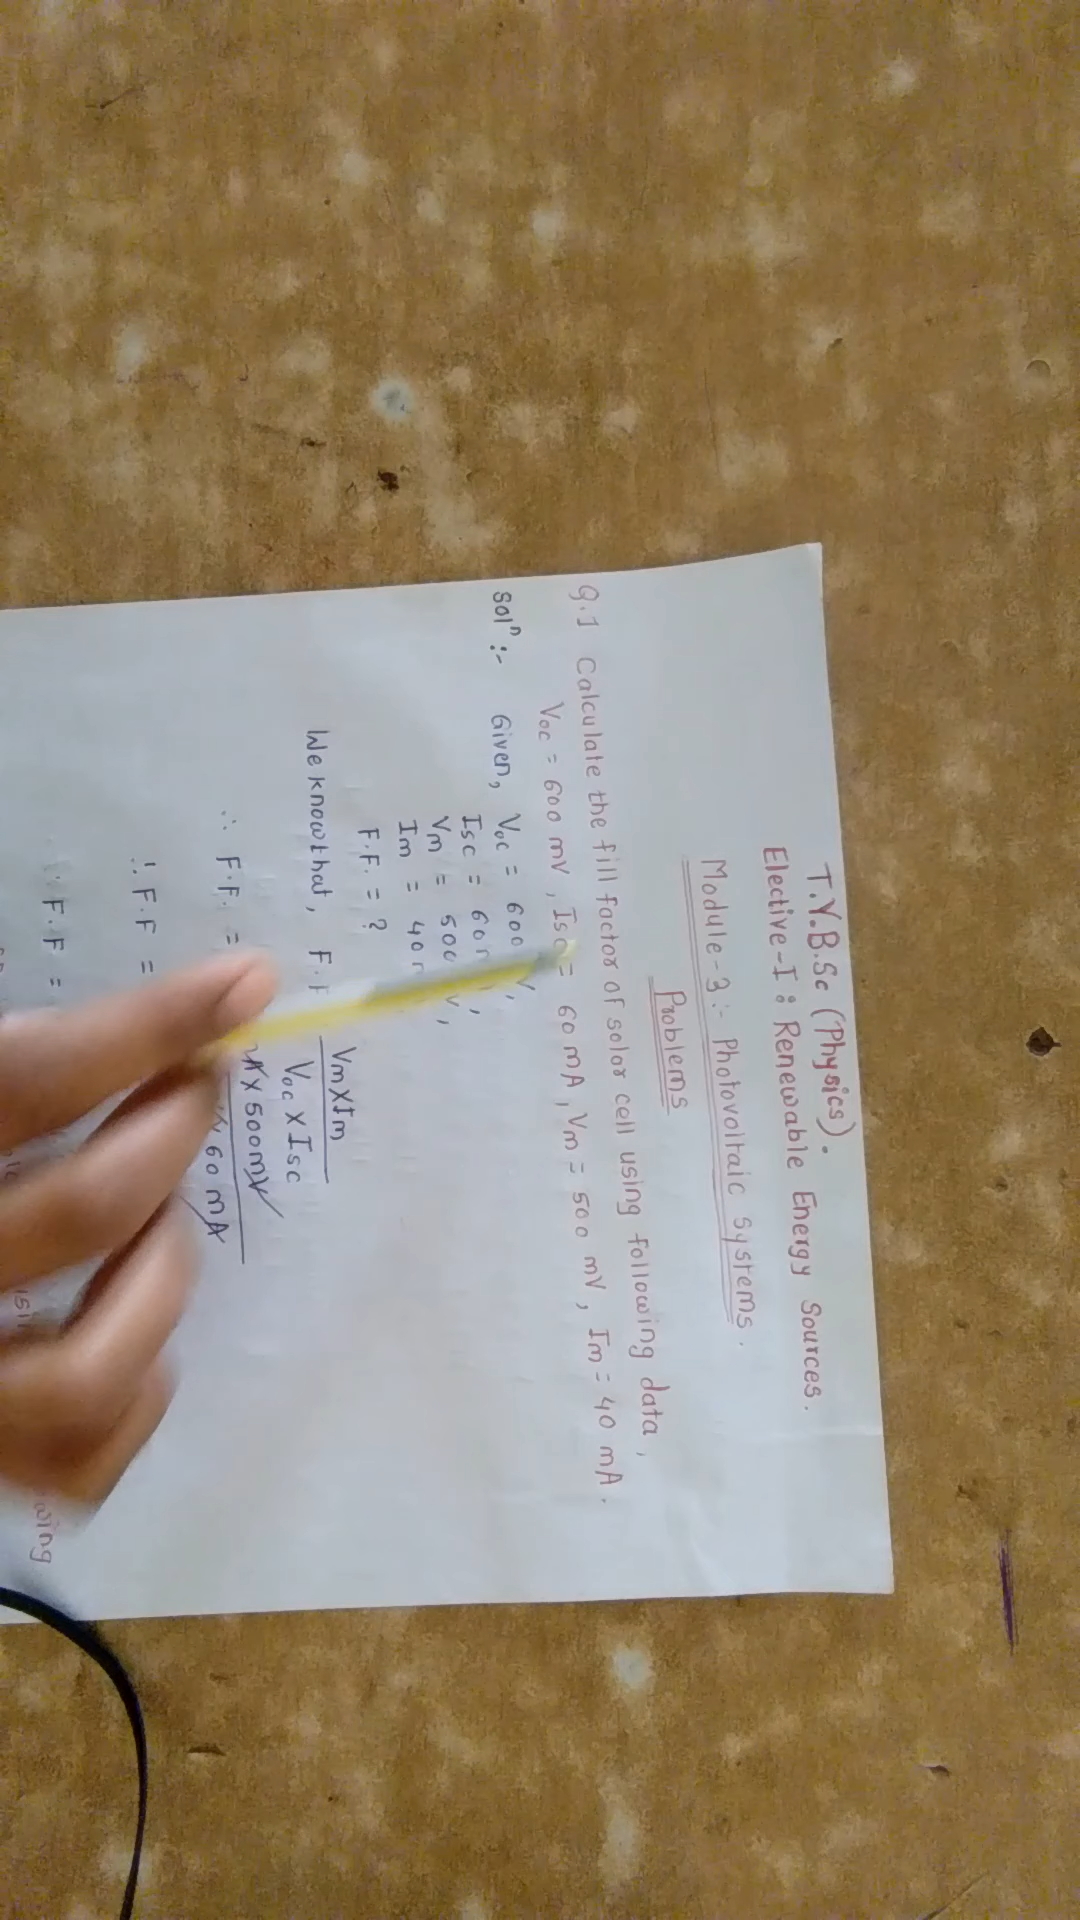 T.Y.B.Sc (Physics).
Elective-I : Renewable Energy Sources.
Module-3:- Photovoltaic Systems.
Problems
Q.1 Calculate the fill factor of solar cell using following data,
Voc = 600 mV, Isc = 60 mA, Vm = 500 mV, Im = 40 mA.
Solⁿ:- Given, Voc = 600 V,
Isc = 60 ,
Vm = 500 V,
Im = 40
F.F. = ?
We know that, F.F Vm X Im
Voc X Isc
∴ F.F. = X 500mV
X 60 mA
∴ F.F =
∴ F.F =
wing